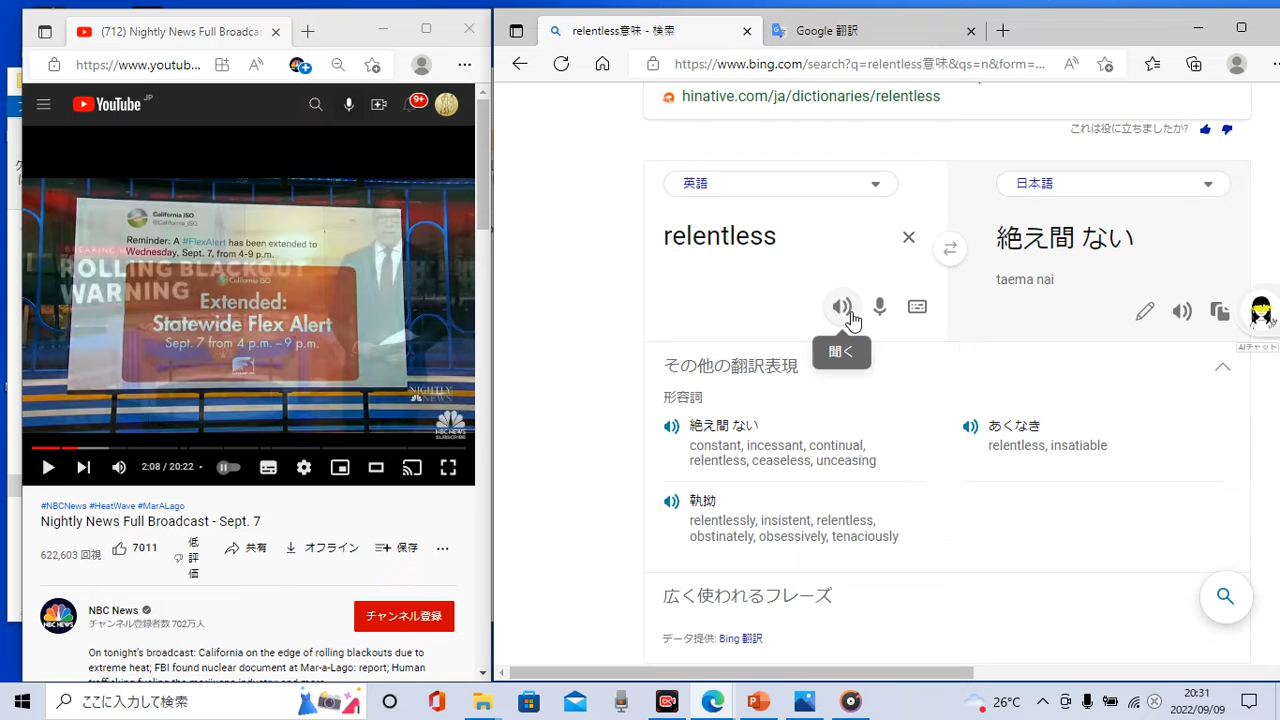 (712) Nightly News Full Broadcas
https://www.youtub...
YouTube JP
9+
California ISO
@California_ISO
Reminder: A #FlexAlert has been extended to
Wednesday, Sept. 7, from 4-9 p.m.
BREAKING N
ROLLING BLACKOUT
WARNING
California ISO
Extended:
Statewide Flex Alert
Sept. 7 from 4 p.m. – 9 p.m.
NIGHTLY
NEWS
NBC NEWS
SUBSCRIBE
2:08 / 20:22
#NBCNews #HeatWave #MarALago
Nightly News Full Broadcast - Sept. 7
622,603 回視
7011
低評価
共有
オフライン
保存
NBC NEWS
NBC News
チャンネル登録者数 702万人
チャンネル登録
On tonight's broadcast: California on the edge of rolling blackouts due to
extreme heat; FBI found nuclear document at Mar-a-Lago: report; Human
relentless意味 - 検索
Google 翻訳
https://www.bing.com/search?q=relentless意味&qs=n&form=...
hinative.com/ja/dictionaries/relentless
これは役に立ちましたか?
英語
日本語
relentless
絶え間 ない
taema nai
聞く
AIチャット
その他の翻訳表現
形容詞
絶え間 ない
constant, incessant, continual,
relentless, ceaseless, unceasing
あくなき
relentless, insatiable
執拗
relentlessly, insistent, relentless,
obstinately, obsessively, tenaciously
広く使われるフレーズ
データ提供: Bing 翻訳
ここに入力して検索
26°C
20:31
2022/09/09